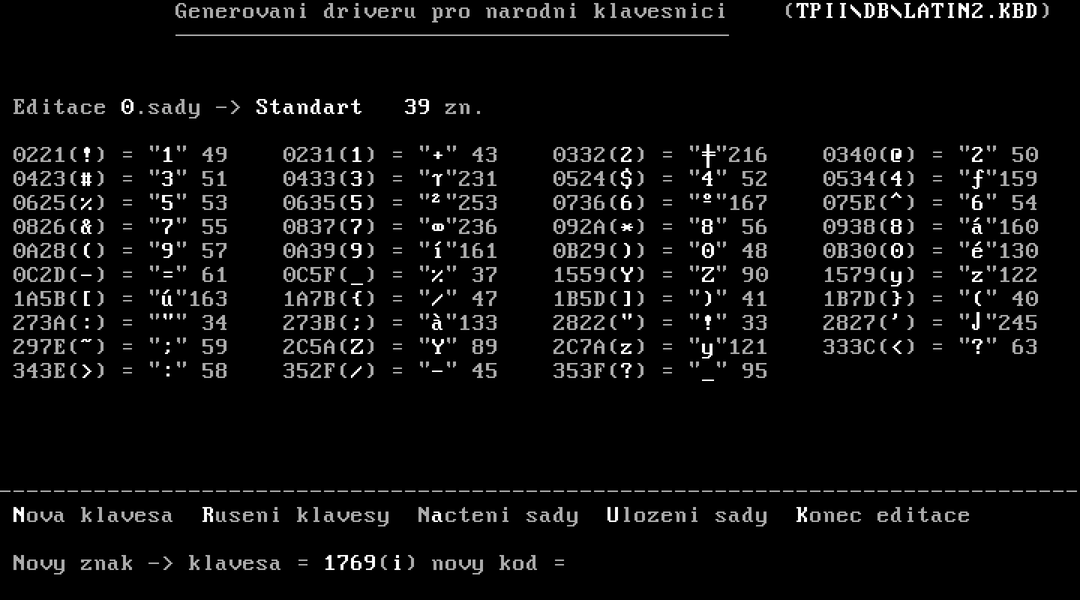 Generovani driveru pro narodni klavesnici (TPII\DB\LATIN2.KBD)
Editace 0.sady -> Standart 39 zn.
0221(!) = "1" 49 0231(1) = "+" 43 0332(2) = "╪"216 0340(@) = "2" 50
0423(#) = "3" 51 0433(3) = "τ"231 0524($) = "4" 52 0534(4) = "ƒ"159
0625(%) = "5" 53 0635(5) = "²"253 0736(6) = "º"167 075E(^) = "6" 54
0826(&) = "7" 55 0837(7) = "∞"236 092A(*) = "8" 56 0938(8) = "á"160
0A28(() = "9" 57 0A39(9) = "í"161 0B29()) = "0" 48 0B30(0) = "é"130
0C2D(-) = "=" 61 0C5F(_) = "%" 37 1559(Y) = "Z" 90 1579(y) = "z"122
1A5B([) = "ú"163 1A7B({) = "/" 47 1B5D(]) = ")" 41 1B7D(}) = "(" 40
273A(:) = """ 34 273B(;) = "à"133 2822(") = "!" 33 2827(') = "⌡"245
297E(~) = ";" 59 2C5A(Z) = "Y" 89 2C7A(z) = "y"121 333C(<) = "?" 63
343E(>) = ":" 58 352F(/) = "-" 45 353F(?) = "_" 95
Nova klavesa Ruseni klavesy Nacteni sady Ulozeni sady Konec editace
Novy znak -> klavesa = 1769(i) novy kod =